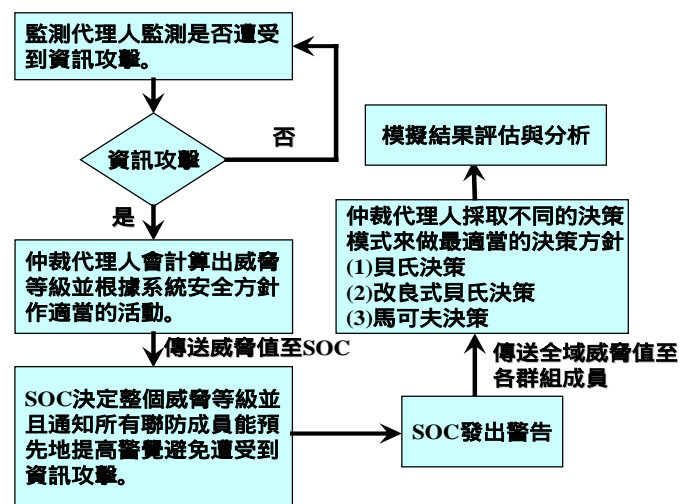 監測代理人監測是否遭受
到資訊攻擊。
資訊攻擊
否
是
仲裁代理人會計算出威脅
等級並根據系統安全方針
作適當的活動。
傳送威脅值至SOC
SOC決定整個威脅等級並
且通知所有聯防成員能預
先地提高警覺避免遭受到
資訊攻擊。
SOC發出警告
傳送全域威脅值至
各群組成員
仲裁代理人採取不同的決策
模式來做最適當的決策方針
(1)貝氏決策
(2)改良式貝氏決策
(3)馬可夫決策
模擬結果評估與分析